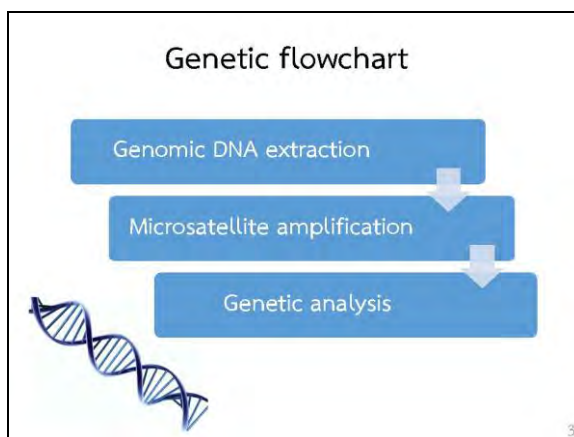 Genetic flowchart
Genomic DNA extraction
Microsatellite amplification
Genetic analysis
3